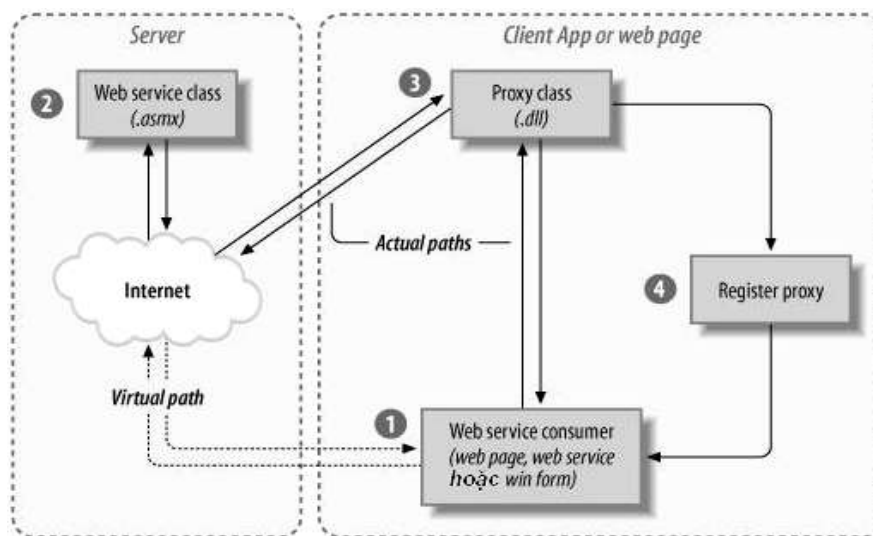 Server
Client App or web page
2
Web service class
(.asmx)
3
Proxy class
(.dll)
Actual paths
Internet
4
Register proxy
Virtual path
1
Web service consumer
(web page, web service
hoặc win form)